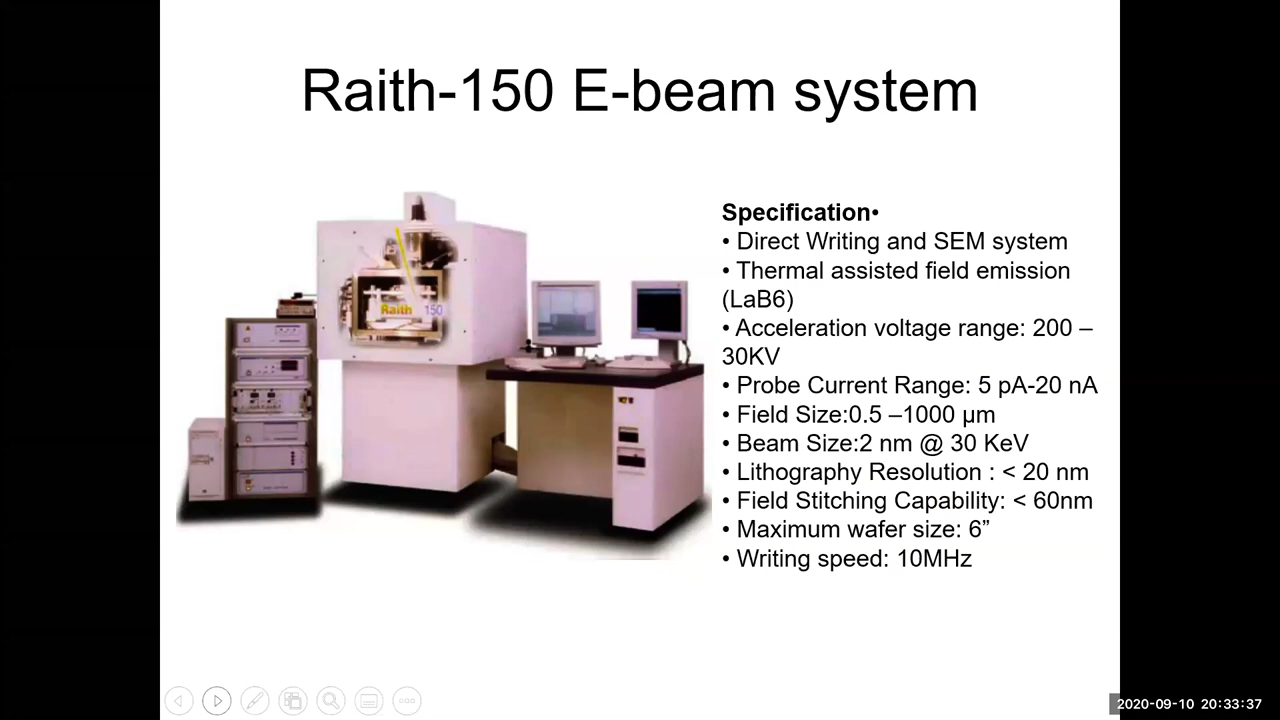 Raith-150 E-beam system
Raith 150
Specification•
• Direct Writing and SEM system
• Thermal assisted field emission
(LaB6)
• Acceleration voltage range: 200 –
30KV
• Probe Current Range: 5 pA-20 nA
• Field Size:0.5 –1000 μm
• Beam Size:2 nm @ 30 KeV
• Lithography Resolution : < 20 nm
• Field Stitching Capability: < 60nm
• Maximum wafer size: 6”
• Writing speed: 10MHz
2020-09-10 20:33:37